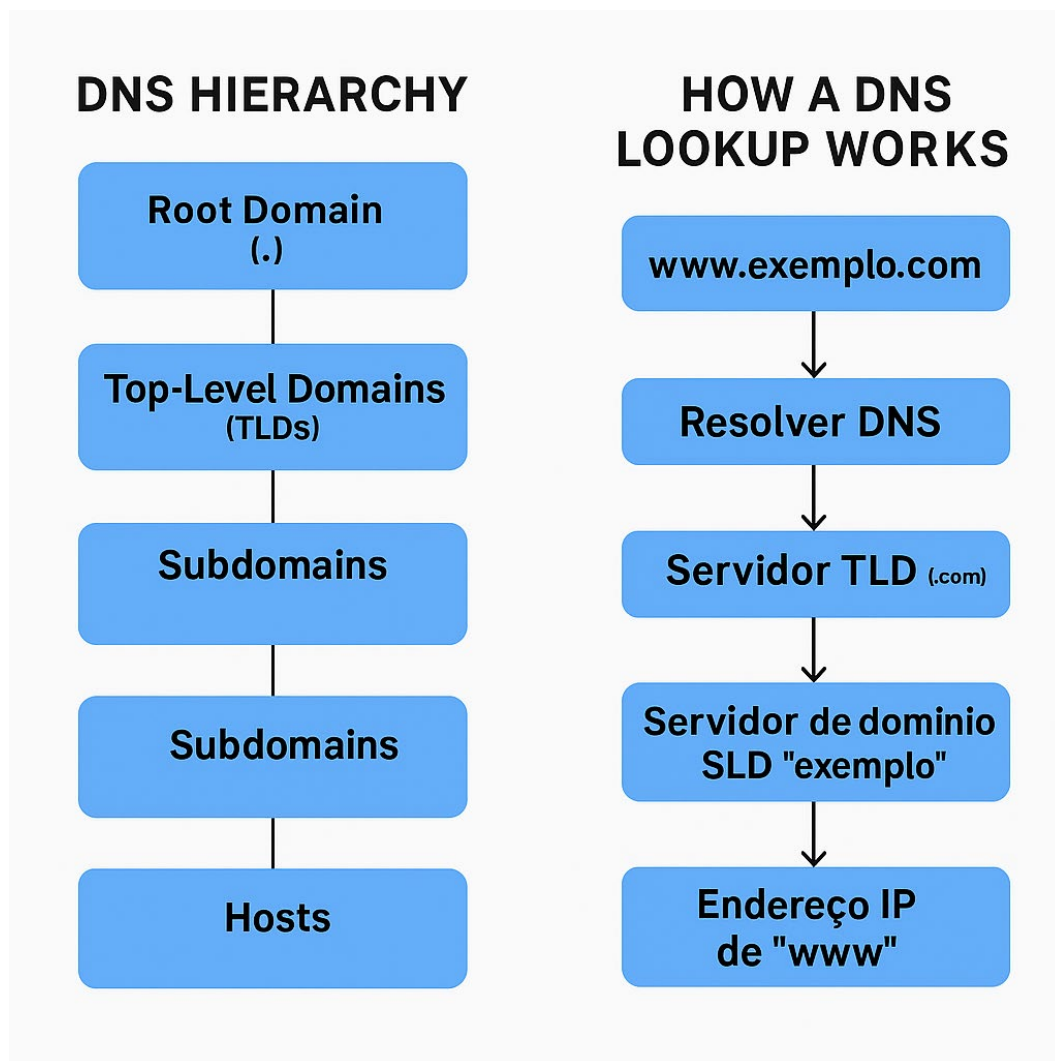 DNS HIERARCHY
Root Domain
(.)
Top-Level Domains
(TLDs)
Subdomains
Subdomains
Hosts
HOW A DNS
LOOKUP WORKS
www.exemplo.com
Resolver DNS
Servidor TLD (.com)
Servidor de dominio
SLD "exemplo"
Endereço IP
de "www"